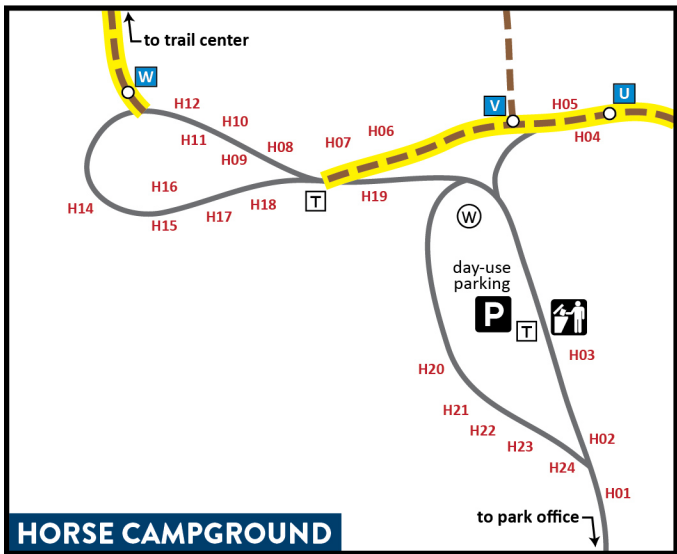 to trail center
W
H12
H10
H11
H09
H08
H07
H06
V
H05
U
H04
H16
H14
H15
H17
H18
T
H19
W
day-use
parking
P
T
H03
H20
H21
H22
H23
H24
H02
H01
to park office
HORSE CAMPGROUND